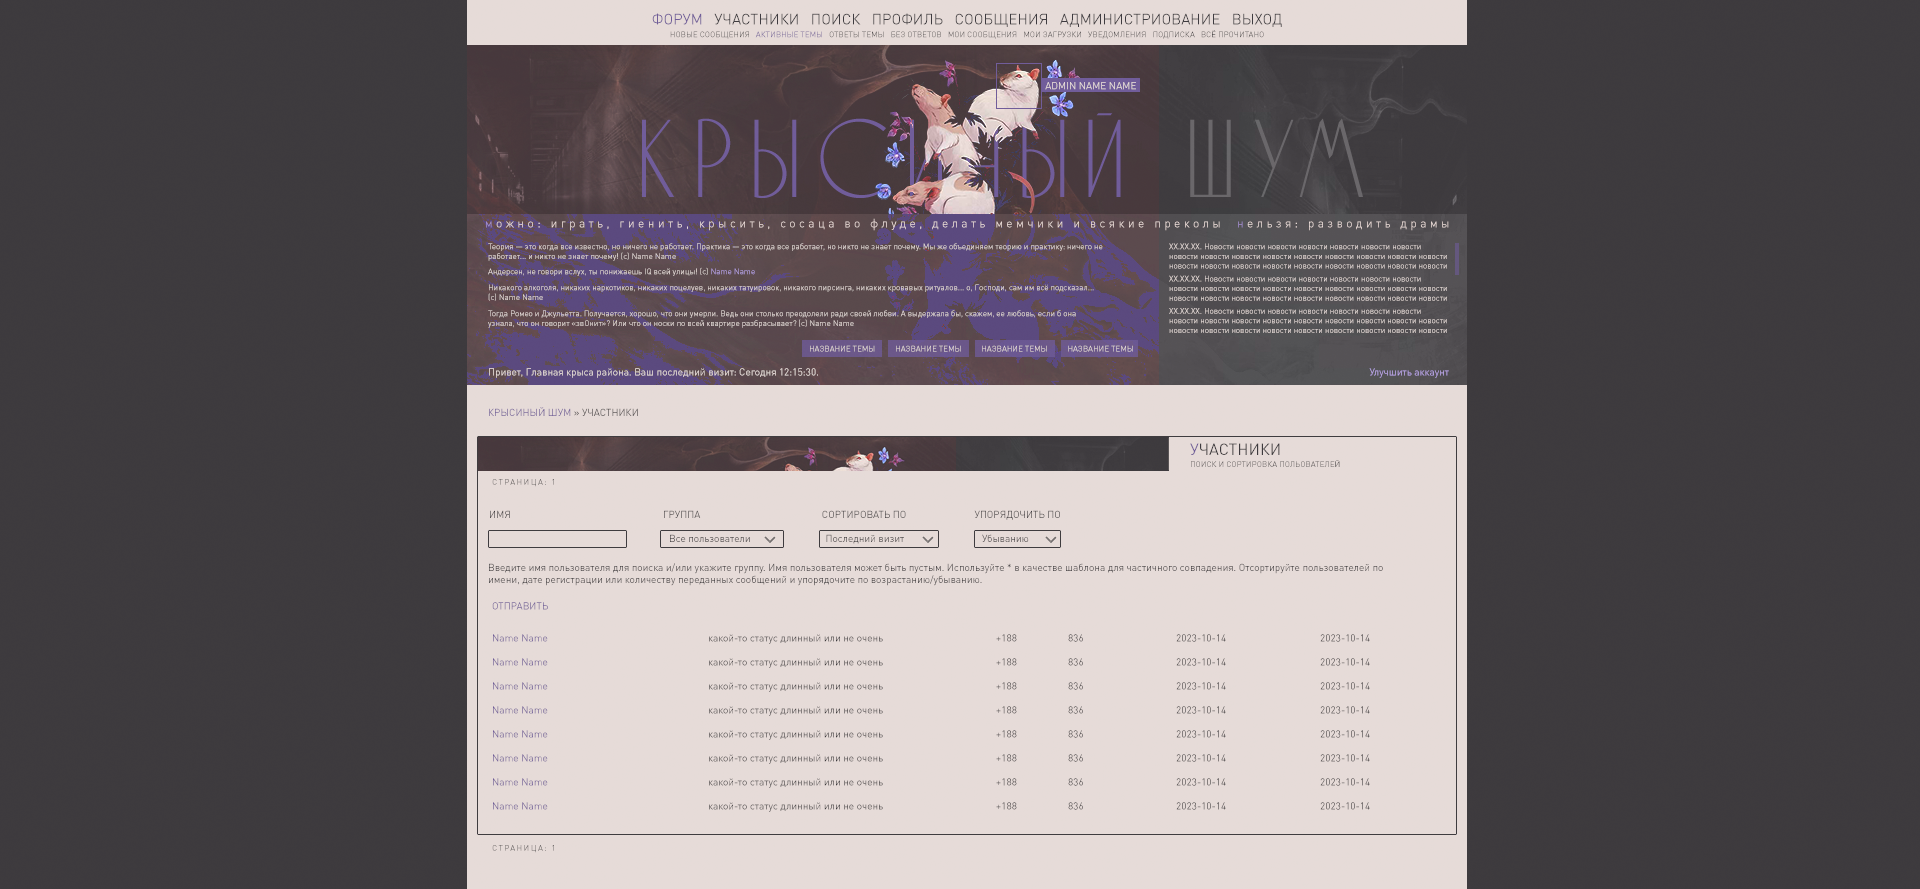 ФОРУМ УЧАСТНИКИ ПОИСК ПРОФИЛЬ СООБЩЕНИЯ АДМИНИСТРИОВАНИЕ ВЫХОД
НОВЫЕ СООБЩЕНИЯ АКТИВНЫЕ ТЕМЫ ОТВЕТЫ ТЕМЫ БЕЗ ОТВЕТОВ МОИ СООБЩЕНИЯ МОИ ЗАГРУЗКИ УВЕДОМЛЕНИЯ ПОДПИСКА ВСЁ ПРОЧИТАНО
ADMIN NAME NAME
КРЫСИНЫЙ ШУМ
можно: играть, гиенить, крысить, сосаца во флуде, делать мемчики и всякие преколы нельзя: разводить драмы
Теория — это когда все известно, но ничего не работает. Практика — это когда все работает, но никто не знает почему. Мы же объединяем теорию и практику: ничего не
работает... и никто не знает почему! (с) Name Name
Андерсен, не говори вслух, ты понижаешь IQ всей улицы! (с) Name Name
Никакого алкоголя, никаких наркотиков, никаких поцелуев, никаких татуировок, никакого пирсинга, никаких кровавых ритуалов... о, Господи, сам им всё подсказал...
(с) Name Name
Тогда Ромео и Джульетта. Получается, хорошо, что они умерли. Ведь они столько преодолели ради своей любви. А выдержала бы, скажем, ее любовь, если б она
узнала, что он говорит «звОнит»? Или что он носки по всей квартире разбрасывает? (с) Name Name
XX.XX.XX. Новости новости новости новости новости новости новости
новости новости новости новости новости новости новости новости новости
новости новости новости новости новости новости новости новости новости
XX.XX.XX. Новости новости новости новости новости новости новости
новости новости новости новости новости новости новости новости новости
новости новости новости новости новости новости новости новости новости
XX.XX.XX. Новости новости новости новости новости новости новости
новости новости новости новости новости новости новости новости новости
новости новости новости новости новости новости новости новости новости
НАЗВАНИЕ ТЕМЫ НАЗВАНИЕ ТЕМЫ НАЗВАНИЕ ТЕМЫ НАЗВАНИЕ ТЕМЫ
Привет, Главная крыса района. Ваш последний визит: Сегодня 12:15:30.
Улучшить аккаунт
КРЫСИНЫЙ ШУМ » УЧАСТНИКИ
УЧАСТНИКИ
ПОИСК И СОРТИРОВКА ПОЛЬОВАТЕЛЕЙ
СТРАНИЦА: 1
ИМЯ ГРУППА СОРТИРОВАТЬ ПО УПОРЯДОЧИТЬ ПО
Все пользователи Последний визит Убыванию
Введите имя пользователя для поиска и/или укажите группу. Имя пользователя может быть пустым. Используйте * в качестве шаблона для частичного совпадения. Отсортируйте пользователей по
имени, дате регистрации или количеству переданных сообщений и упорядочите по возрастанию/убыванию.
ОТПРАВИТЬ
Name Name какой-то статус длинный или не очень +188 836 2023-10-14 2023-10-14
Name Name какой-то статус длинный или не очень +188 836 2023-10-14 2023-10-14
Name Name какой-то статус длинный или не очень +188 836 2023-10-14 2023-10-14
Name Name какой-то статус длинный или не очень +188 836 2023-10-14 2023-10-14
Name Name какой-то статус длинный или не очень +188 836 2023-10-14 2023-10-14
Name Name какой-то статус длинный или не очень +188 836 2023-10-14 2023-10-14
Name Name какой-то статус длинный или не очень +188 836 2023-10-14 2023-10-14
Name Name какой-то статус длинный или не очень +188 836 2023-10-14 2023-10-14
СТРАНИЦА: 1